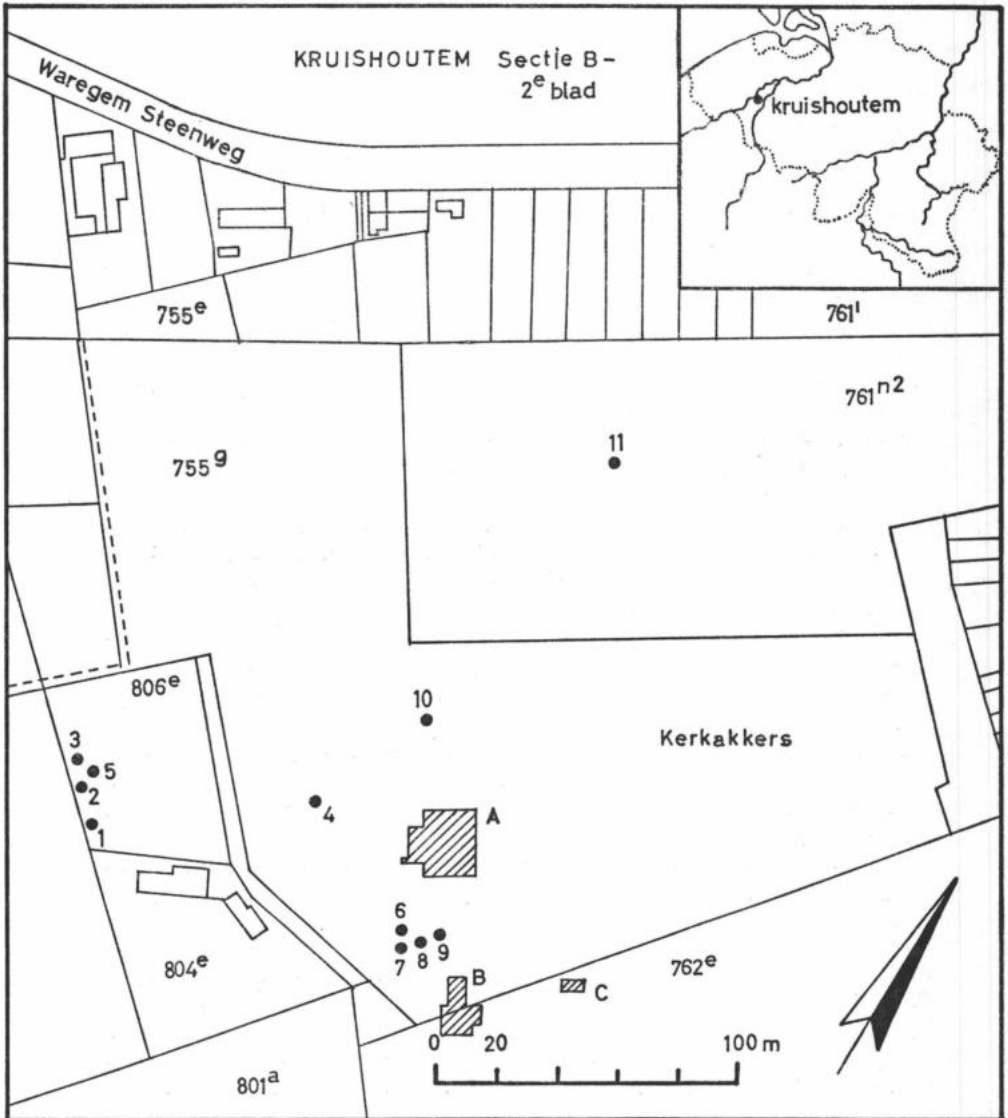 KRUISHOUTEM Sectie B -
2e blad
Waregem Steenweg
kruishoutem
755e
761l
761n2
755g
11
806e
10
Kerkakkers
3
5
2
4
1
A
6
7
8
9
B
C
804e
762e
0 20 100 m
801a